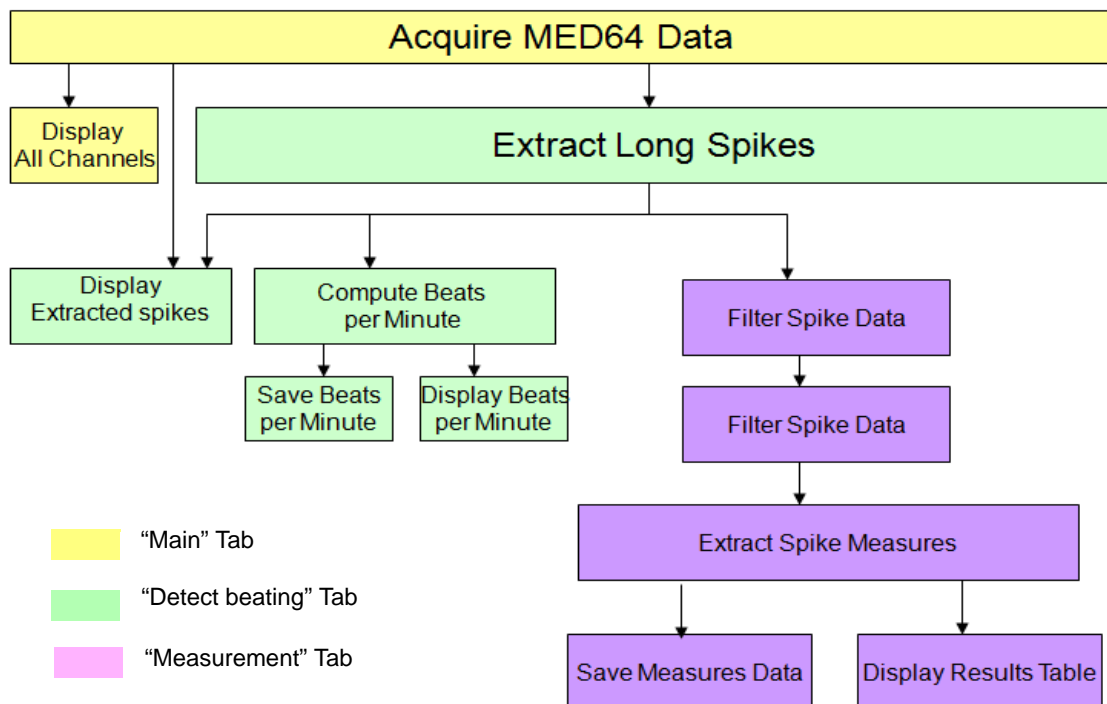 Acquire MED64 Data
Display
All Channels
Extract Long Spikes
Display
Extracted spikes
Compute Beats
per Minute
Filter Spike Data
Save Beats
per Minute
Display Beats
per Minute
Filter Spike Data
Extract Spike Measures
Save Measures Data
Display Results Table
“Main” Tab
“Detect beating” Tab
“Measurement” Tab